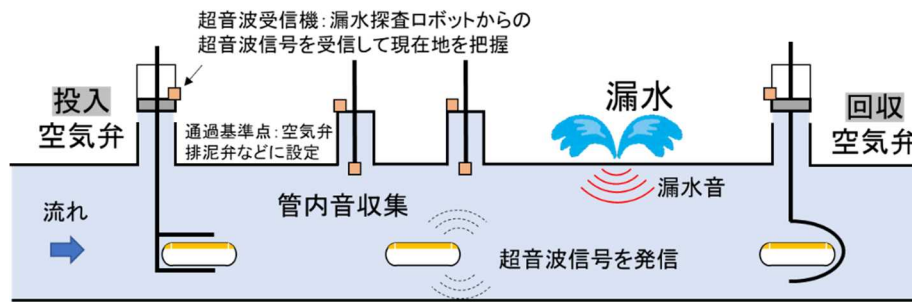 超音波受信機：漏水探査ロボットからの
超音波信号を受信して現在地を把握
投入
空気弁
通過基準点：空気弁
排泥弁などに設定
漏水
回収
空気弁
漏水音
管内音収集
流れ
超音波信号を発信